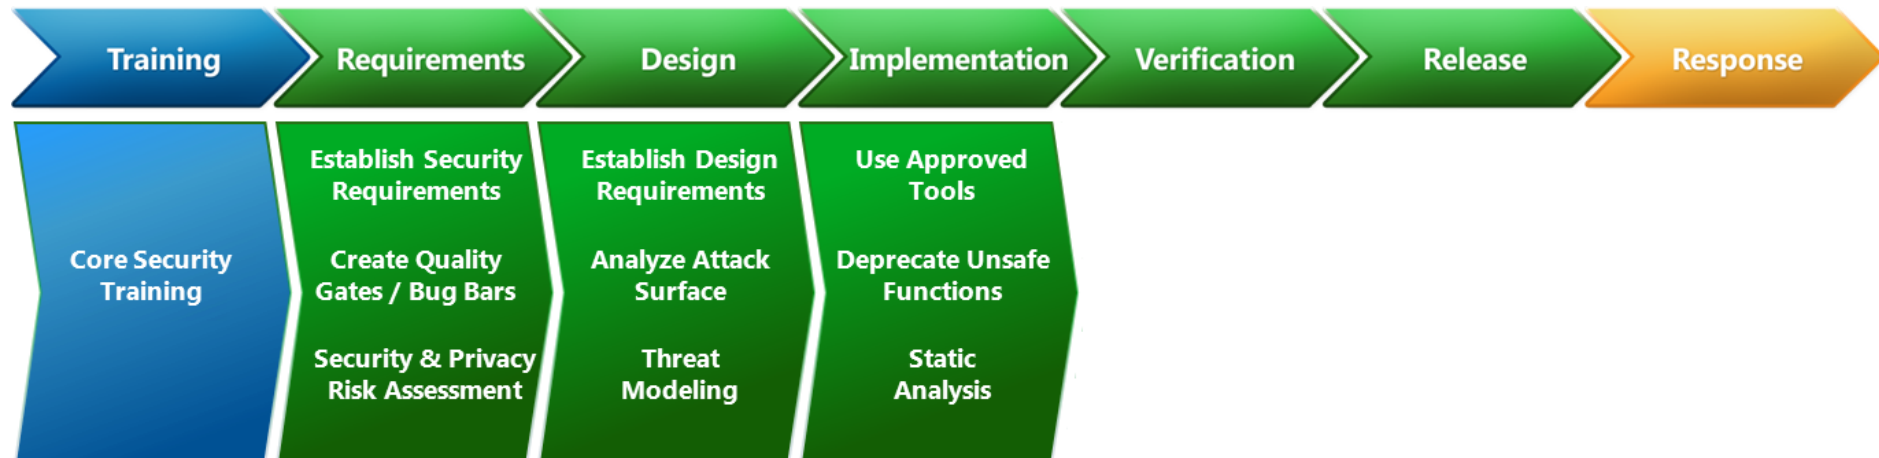 Training
Requirements
Design
Implementation
Verification
Release
Response
Core Security
Training
Establish Security
Requirements
Create Quality
Gates / Bug Bars
Security & Privacy
Risk Assessment
Establish Design
Requirements
Analyze Attack
Surface
Threat
Modeling
Use Approved
Tools
Deprecate Unsafe
Functions
Static
Analysis